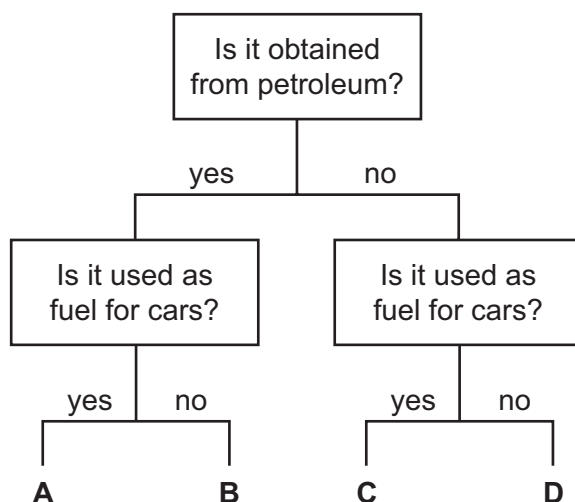 Is it obtained
from petroleum?
yes no
Is it used as
fuel for cars?
Is it used as
fuel for cars?
yes no
yes no
A B C D